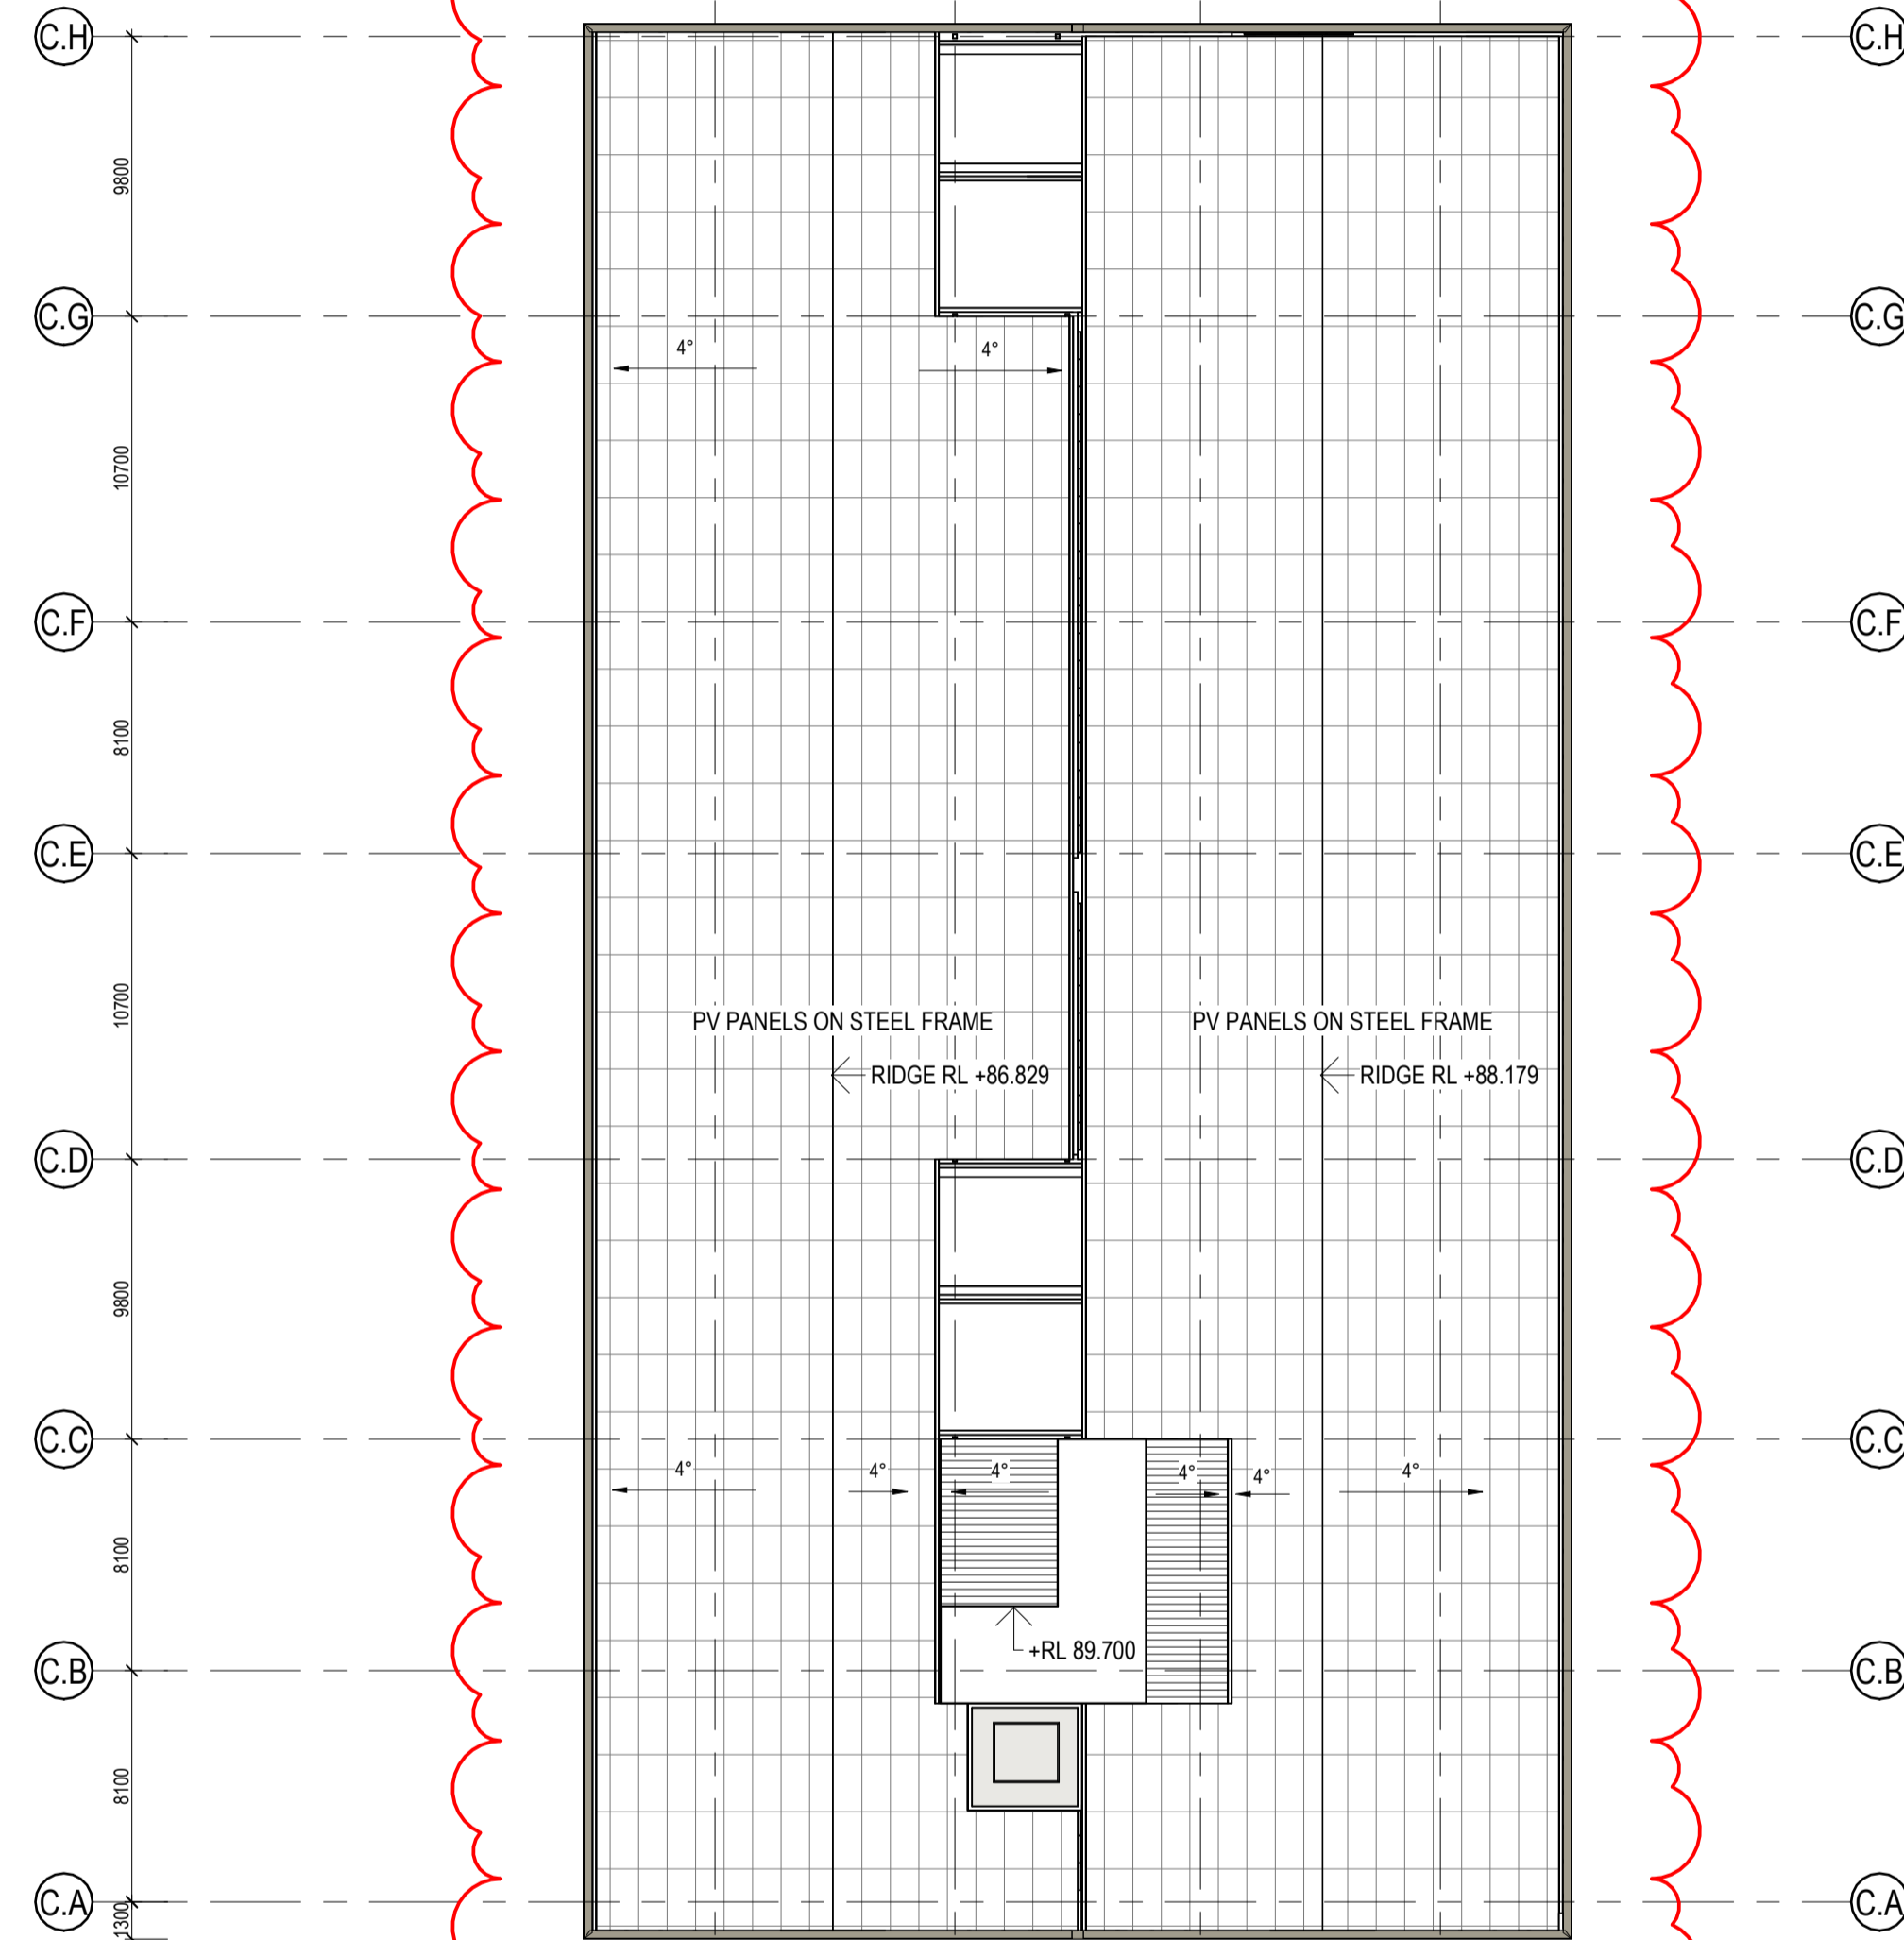 C.H C.H
9800
C.G C.G
4° 4°
10700
C.F C.F
8100
C.E C.E
10700
PV PANELS ON STEEL FRAME PV PANELS ON STEEL FRAME
RIDGE RL +86.829 RIDGE RL +88.179
C.D C.D
9800
C.C C.C
4° 4° 4° 4° 4° 4°
8100
+RL 89.700
C.B C.B
8100
C.A C.A
1300